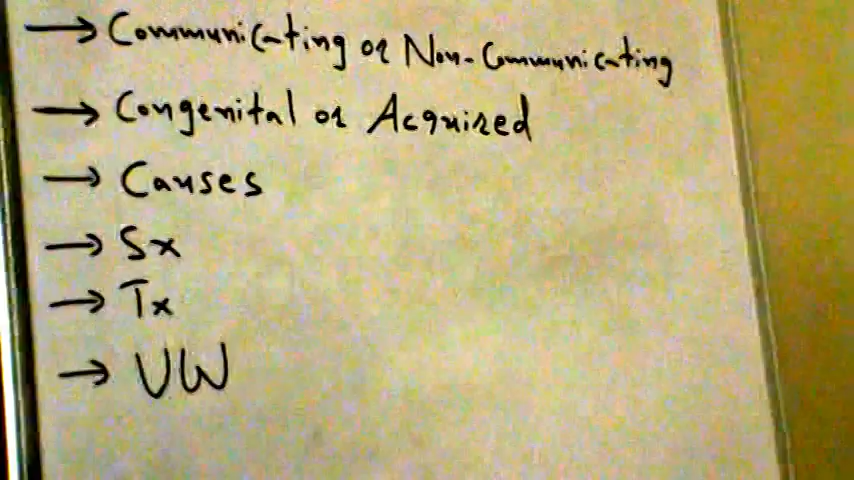 → Communicating or Non-Communicating
→ Congenital or Acquired
→ Causes
→ Sx
→ Tx
→ UW